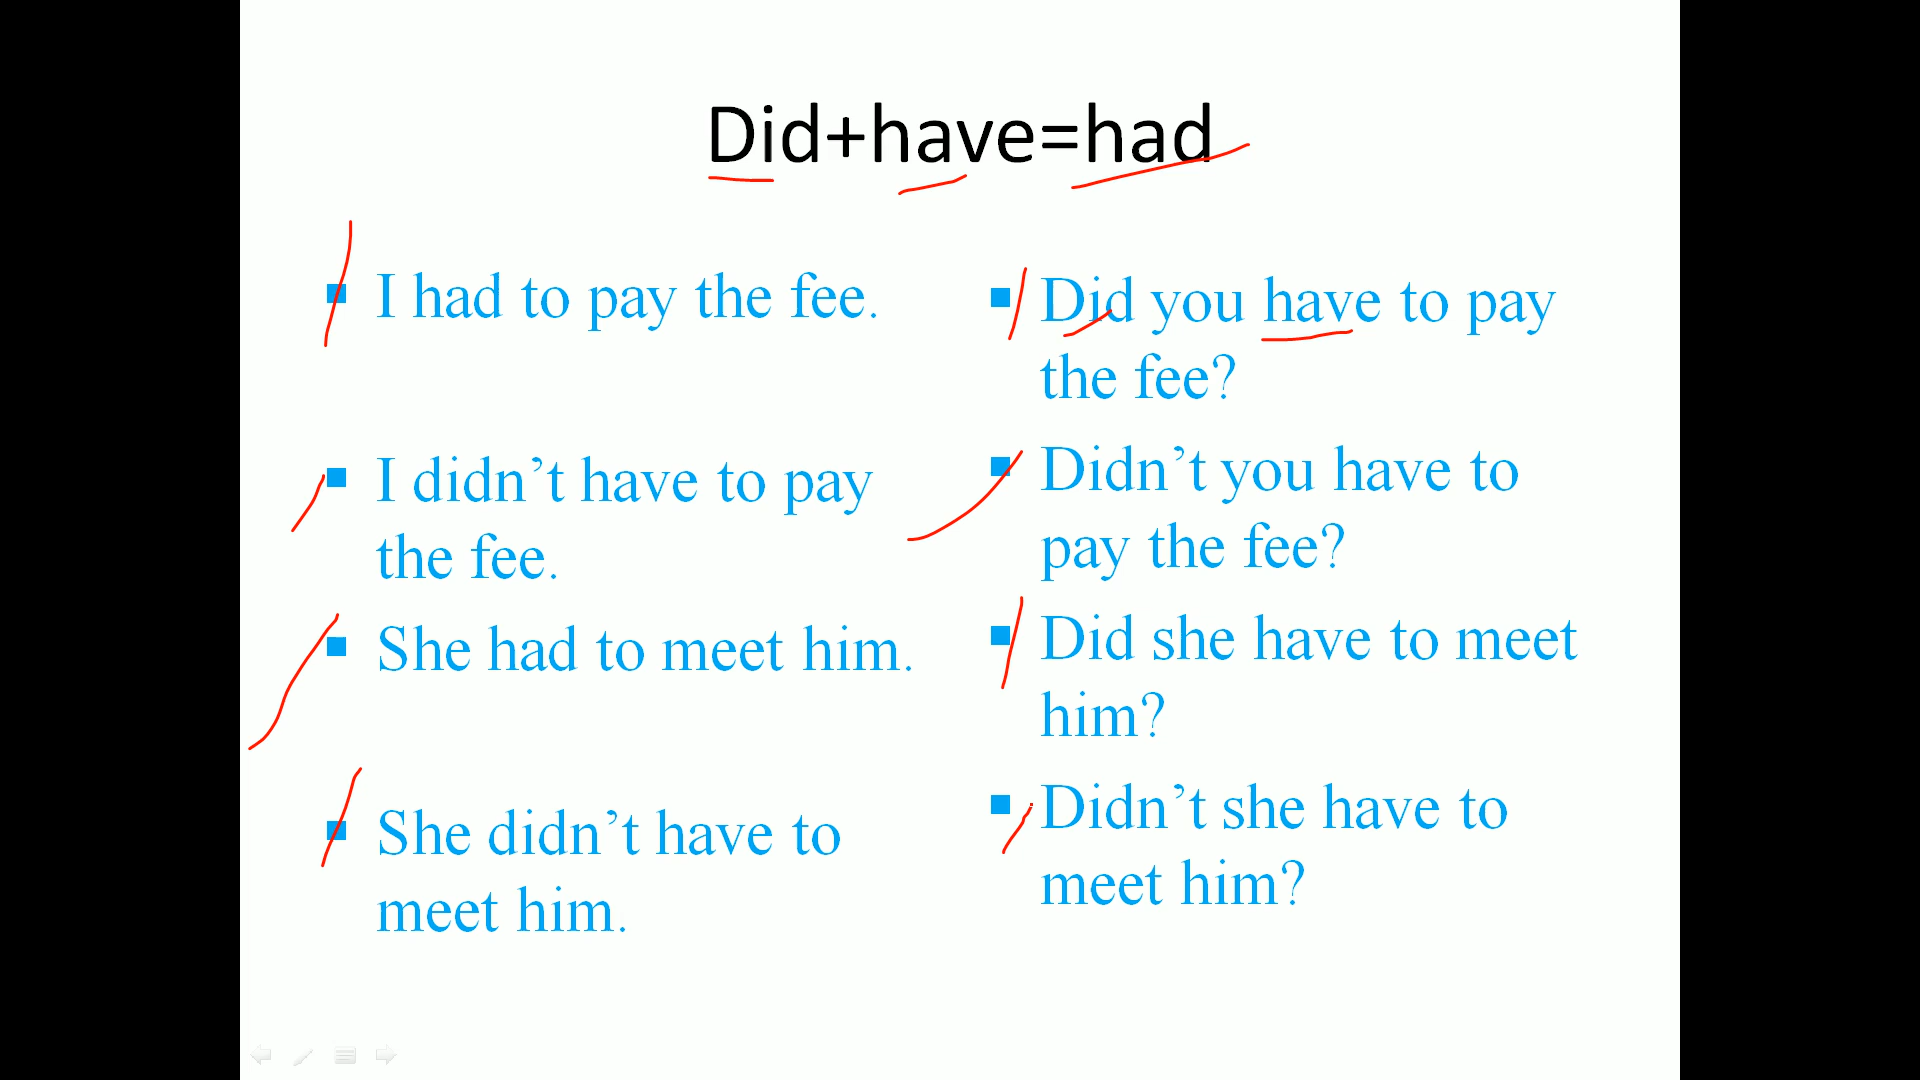 Did+have=had
I had to pay the fee.
I didn’t have to pay
the fee.
She had to meet him.
She didn’t have to
meet him.
Did you have to pay
the fee?
Didn’t you have to
pay the fee?
Did she have to meet
him?
Didn’t she have to
meet him?